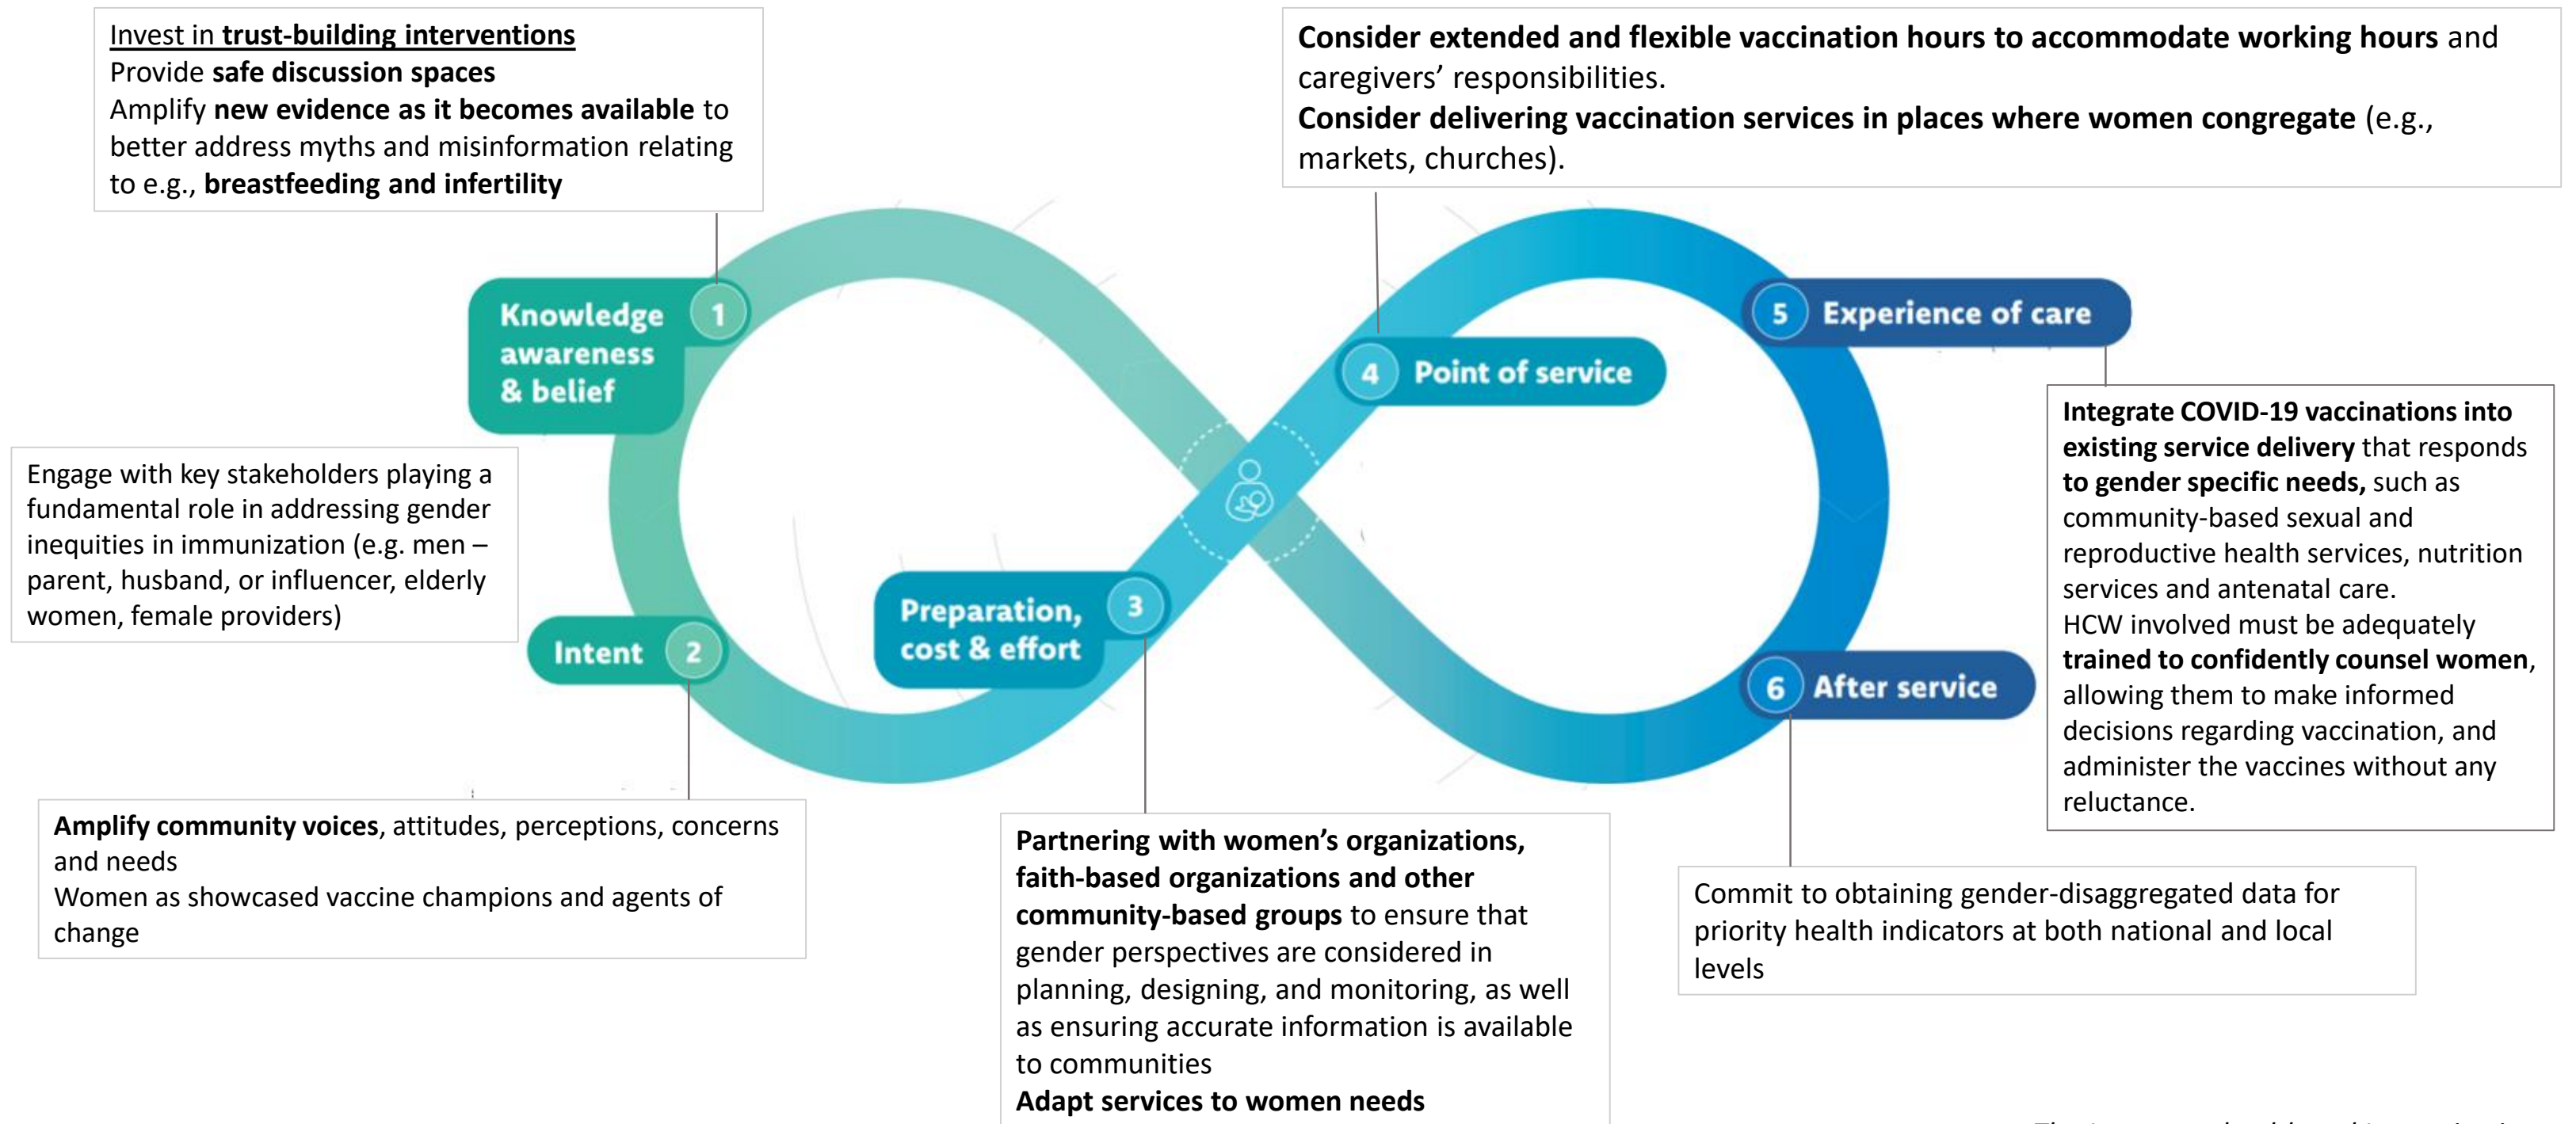 Invest in trust-building interventions
Provide safe discussion spaces
Amplify new evidence as it becomes available to
better address myths and misinformation relating
to e.g., breastfeeding and infertility
Consider extended and flexible vaccination hours to accommodate working hours and
caregivers’ responsibilities.
Consider delivering vaccination services in places where women congregate (e.g.,
markets, churches).
Knowledge
awareness
& belief
1
4
Point of service
5
Experience of care
Engage with key stakeholders playing a
fundamental role in addressing gender
inequities in immunization (e.g. men –
parent, husband, or influencer, elderly
women, female providers)
Intent
2
Preparation,
cost & effort
3
6
After service
Integrate COVID-19 vaccinations into
existing service delivery that responds
to gender specific needs, such as
community-based sexual and
reproductive health services, nutrition
services and antenatal care.
HCW involved must be adequately
trained to confidently counsel women,
allowing them to make informed
decisions regarding vaccination, and
administer the vaccines without any
reluctance.
Amplify community voices, attitudes, perceptions, concerns
and needs
Women as showcased vaccine champions and agents of
change
Partnering with women’s organizations,
faith-based organizations and other
community-based groups to ensure that
gender perspectives are considered in
planning, designing, and monitoring, as well
as ensuring accurate information is available
to communities
Adapt services to women needs
Commit to obtaining gender-disaggregated data for
priority health indicators at both national and local
levels